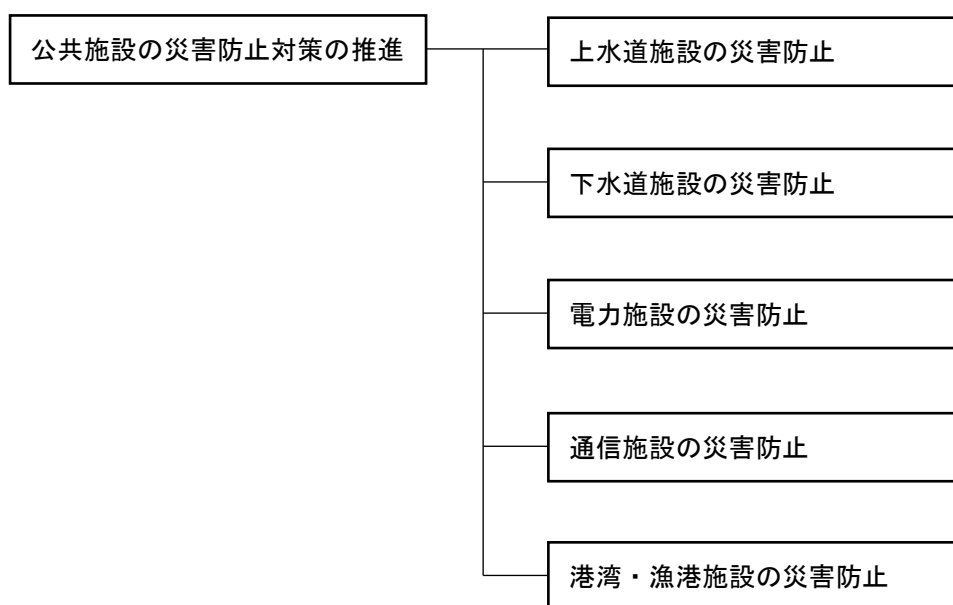 公共施設の災害防止対策の推進
上水道施設の災害防止
下水道施設の災害防止
電力施設の災害防止
通信施設の災害防止
港湾・漁港施設の災害防止